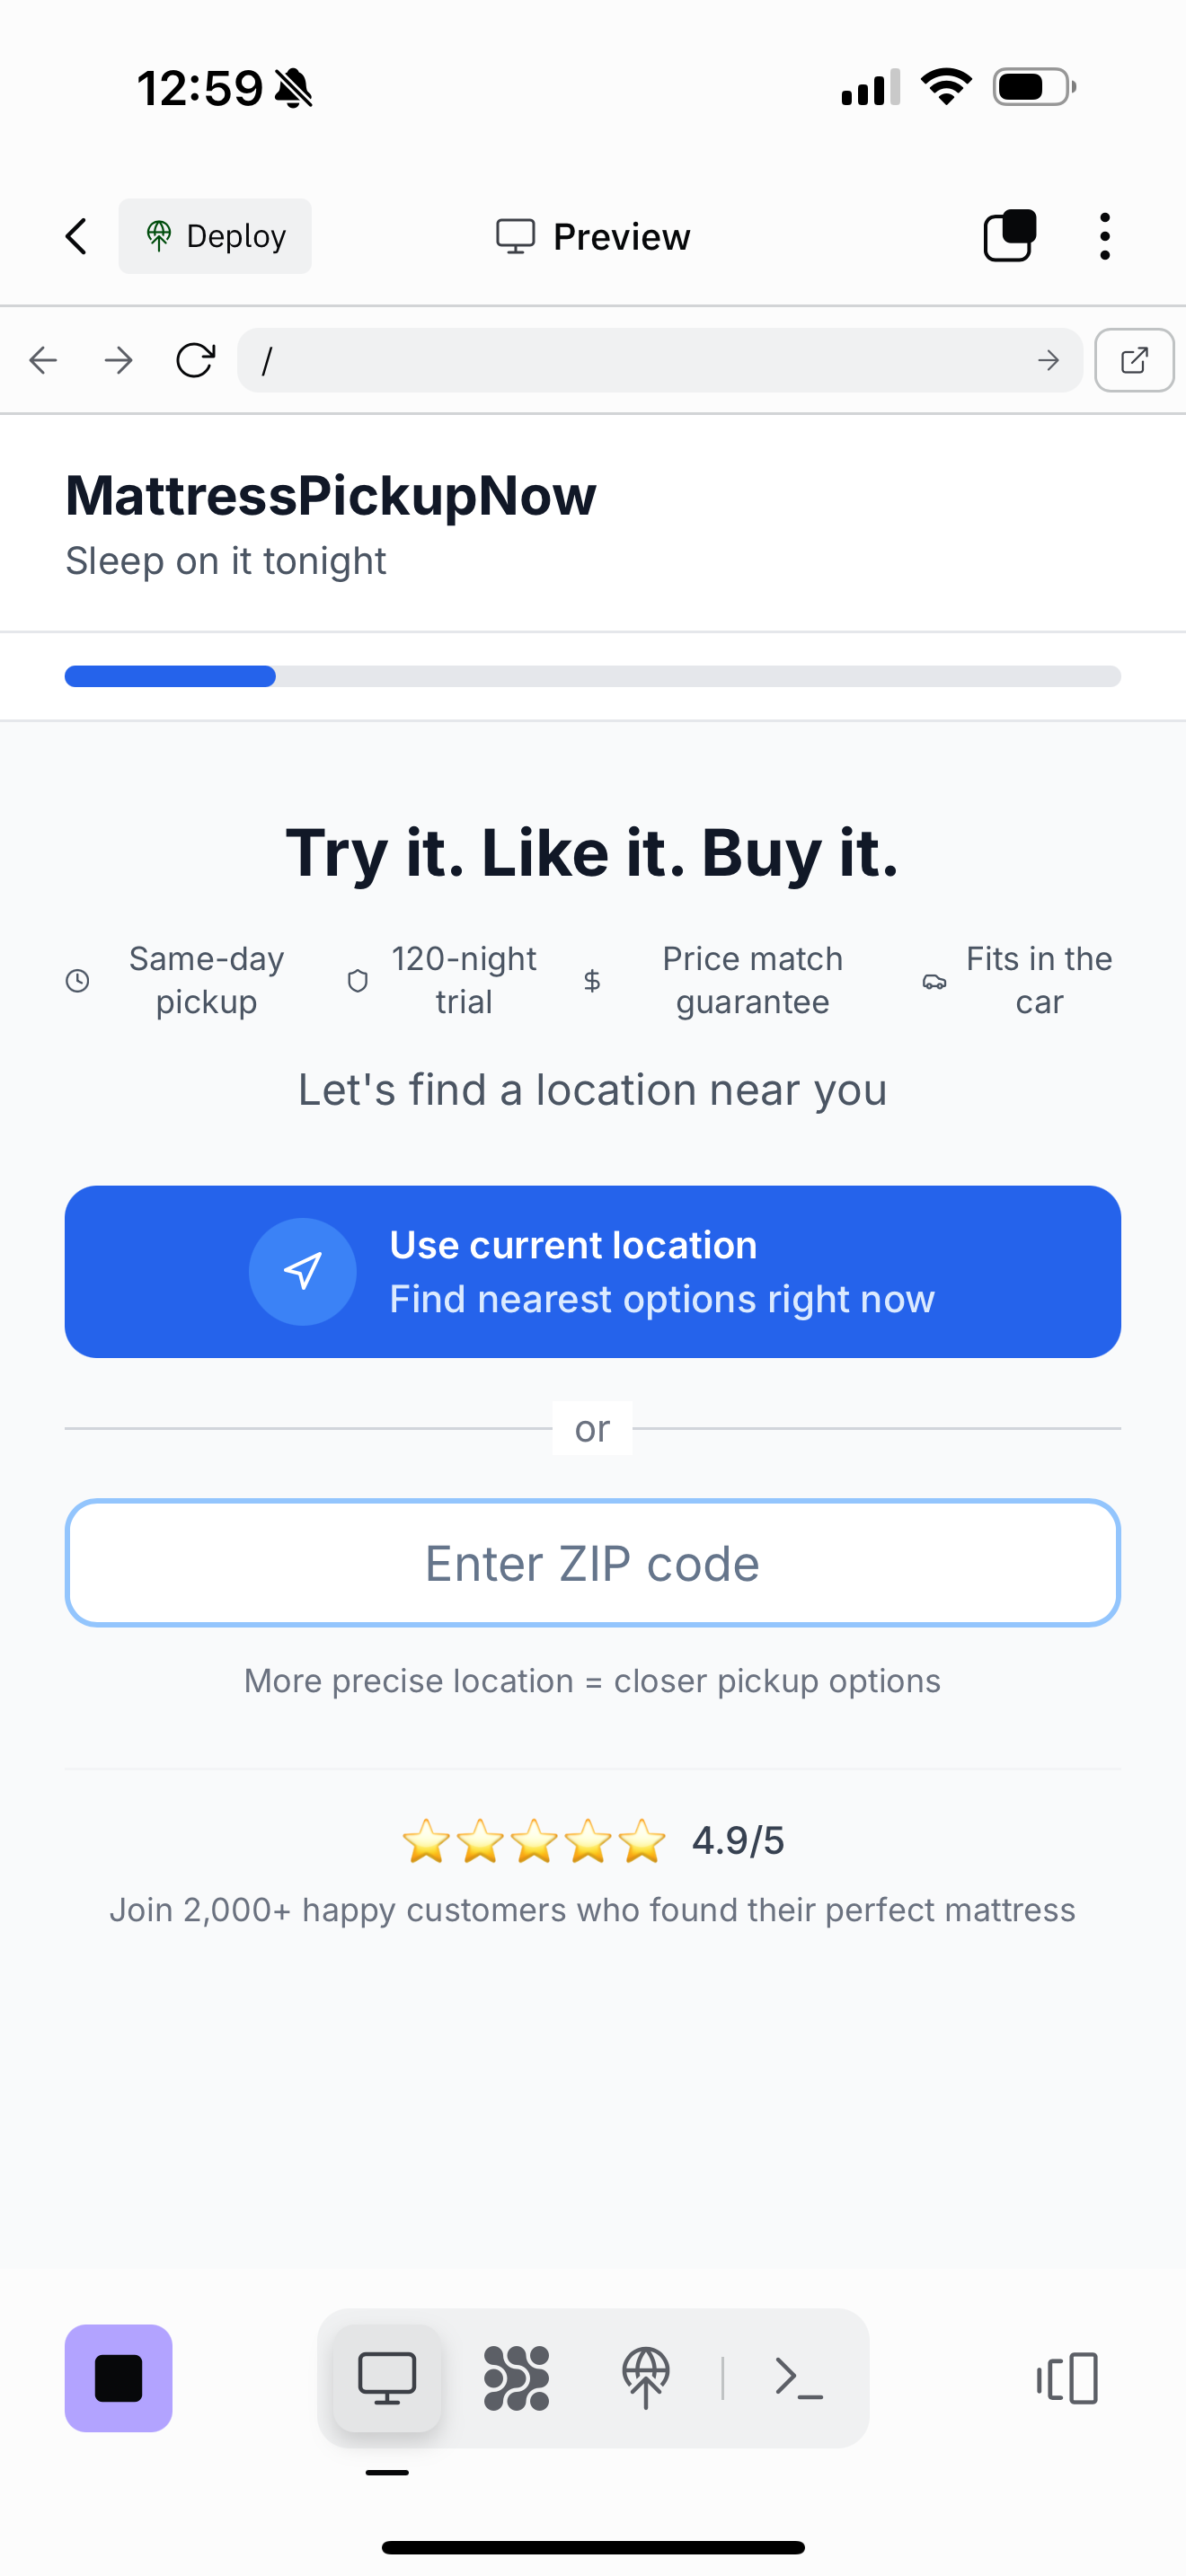 12:59
Deploy
Preview
/
MattressPickupNow
Sleep on it tonight
Try it. Like it. Buy it.
Same-day
pickup
120-night
trial
Price match
guarantee
Fits in the
car
Let's find a location near you
Use current location
Find nearest options right now
or
Enter ZIP code
More precise location = closer pickup options
4.9/5
Join 2,000+ happy customers who found their perfect mattress